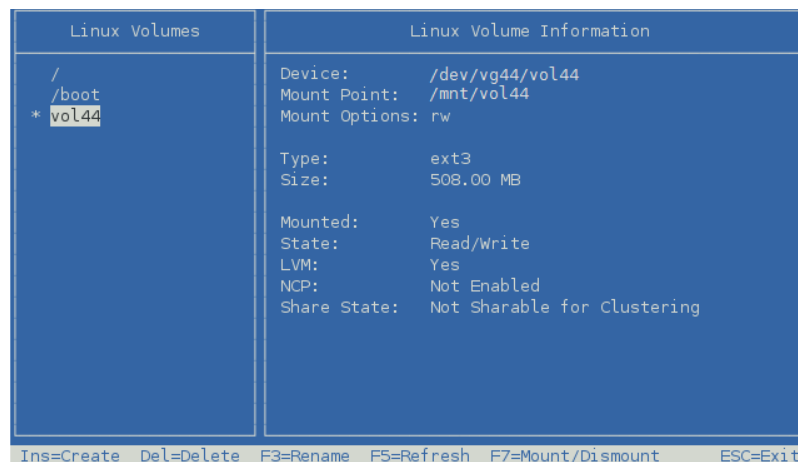 Linux Volumes
/
/boot
* vol44
Linux Volume Information
Device: /dev/vg44/vol44
Mount Point: /mnt/vol44
Mount Options: rw
Type: ext3
Size: 508.00 MB
Mounted: Yes
State: Read/Write
LVM: Yes
NCP: Not Enabled
Share State: Not Sharable for Clustering
Ins=Create Del=Delete F3=Rename F5=Refresh F7=Mount/Dismount ESC=Exit